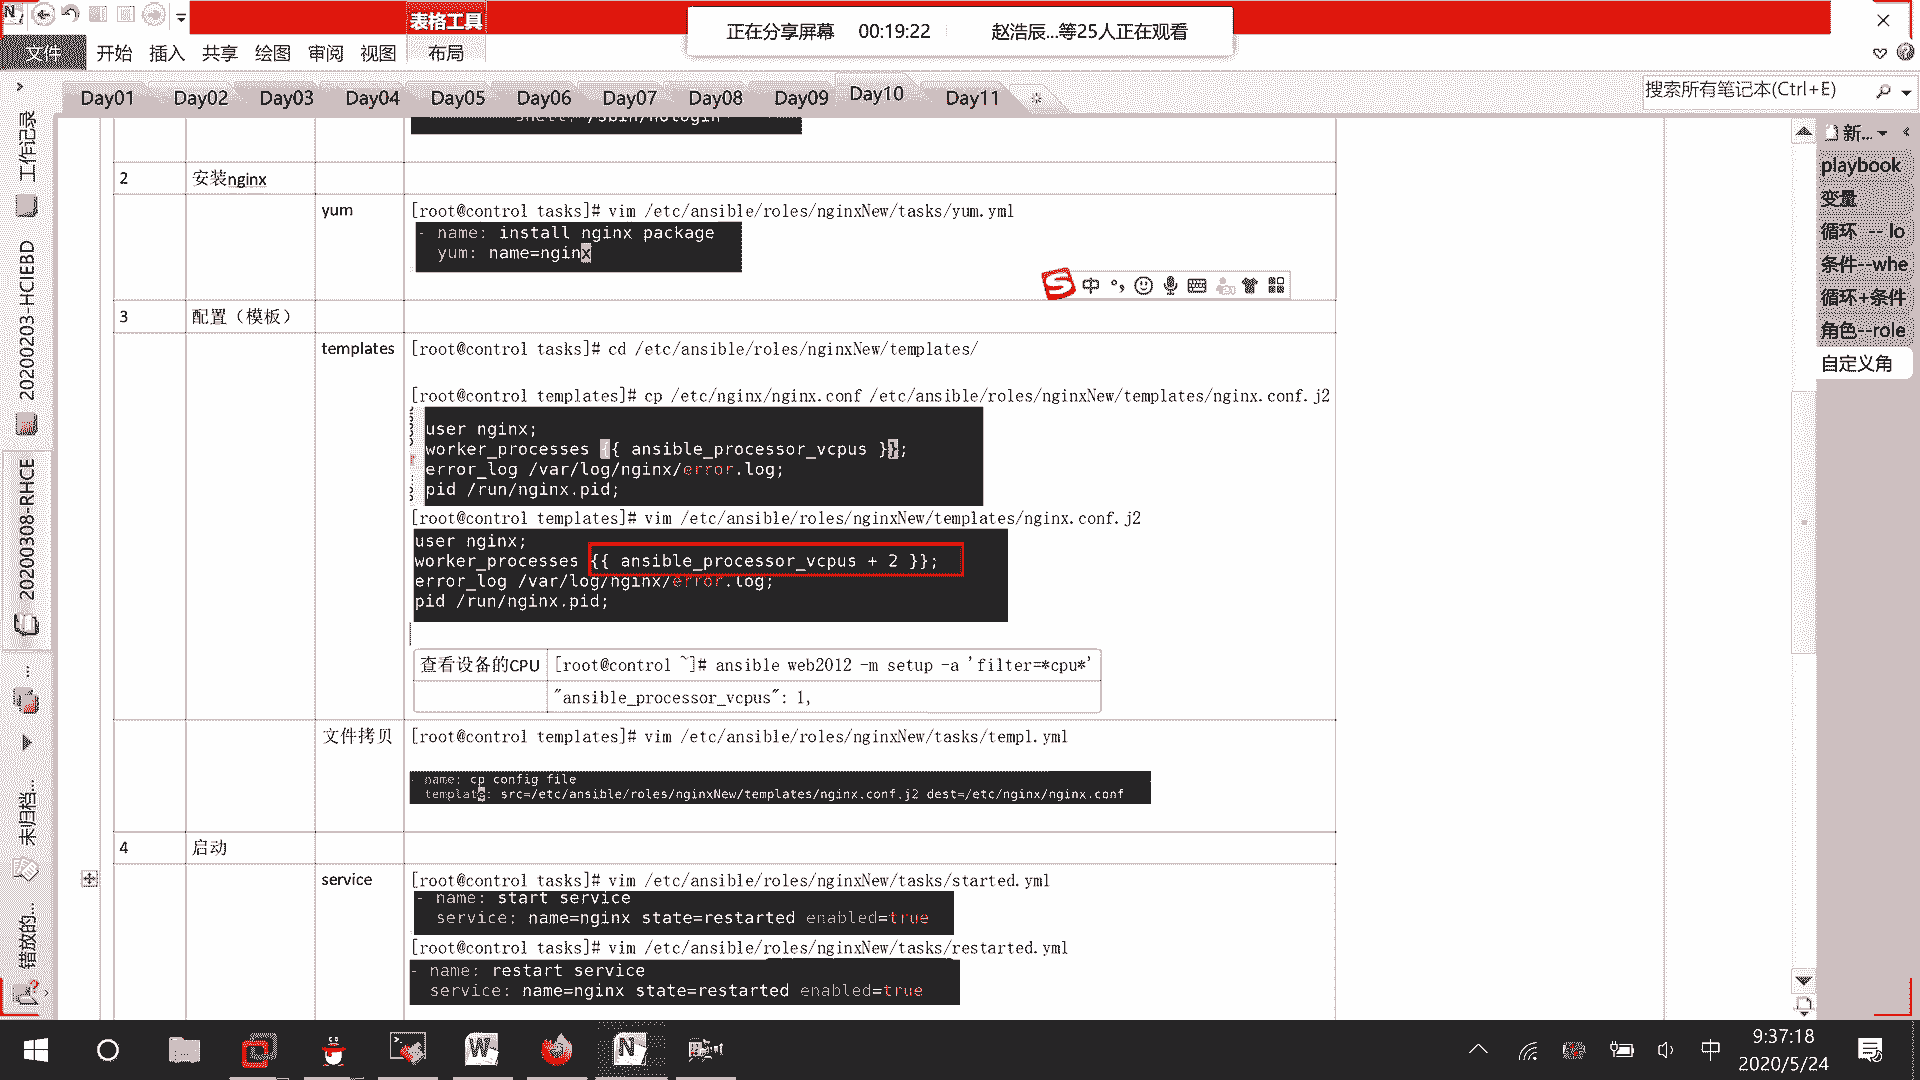 表格工具
正在分享屏幕 00:19:22 赵浩辰...等25人正在观看
文件 开始 插入 共享 绘图 审阅 视图 布局
Day01 Day02 Day03 Day04 Day05 Day06 Day07 Day08 Day09 Day10 Day11
搜索所有笔记本(Ctrl+E)
工作记录
20200203-HCIEBD
20200308-RHCE
未归档...
错放的...
新...
playbook
变量
循环 -- lo
条件--whe
循环+条件
角色--role
自定义角
shell: /sbin/nologin
2 安装nginx
yum [root@control tasks]# vim /etc/ansible/roles/nginxNew/tasks/yum.yml
- name: install nginx package
yum: name=nginx
中
3 配置（模板）
templates [root@control tasks]# cd /etc/ansible/roles/nginxNew/templates/
[root@control templates]# cp /etc/nginx/nginx.conf /etc/ansible/roles/nginxNew/templates/nginx.conf.j2
user nginx;
worker_processes {{ ansible_processor_vcpus }};
error_log /var/log/nginx/error.log;
pid /run/nginx.pid;
[root@control templates]# vim /etc/ansible/roles/nginxNew/templates/nginx.conf.j2
user nginx;
worker_processes {{ ansible_processor_vcpus + 2 }};
error_log /var/log/nginx/error.log;
pid /run/nginx.pid;
查看设备的CPU [root@control ~]# ansible web2012 -m setup -a 'filter=*cpu*'
"ansible_processor_vcpus": 1,
文件拷贝 [root@control templates]# vim /etc/ansible/roles/nginxNew/tasks/templ.yml
- name: cp config file
template: src=/etc/ansible/roles/nginxNew/templates/nginx.conf.j2 dest=/etc/nginx/nginx.conf
4 启动
service [root@control tasks]# vim /etc/ansible/roles/nginxNew/tasks/started.yml
- name: start service
service: name=nginx state=restarted enabled=true
[root@control tasks]# vim /etc/ansible/roles/nginxNew/tasks/restarted.yml
- name: restart service
service: name=nginx state=restarted enabled=true
中
9:37:18
2020/5/24